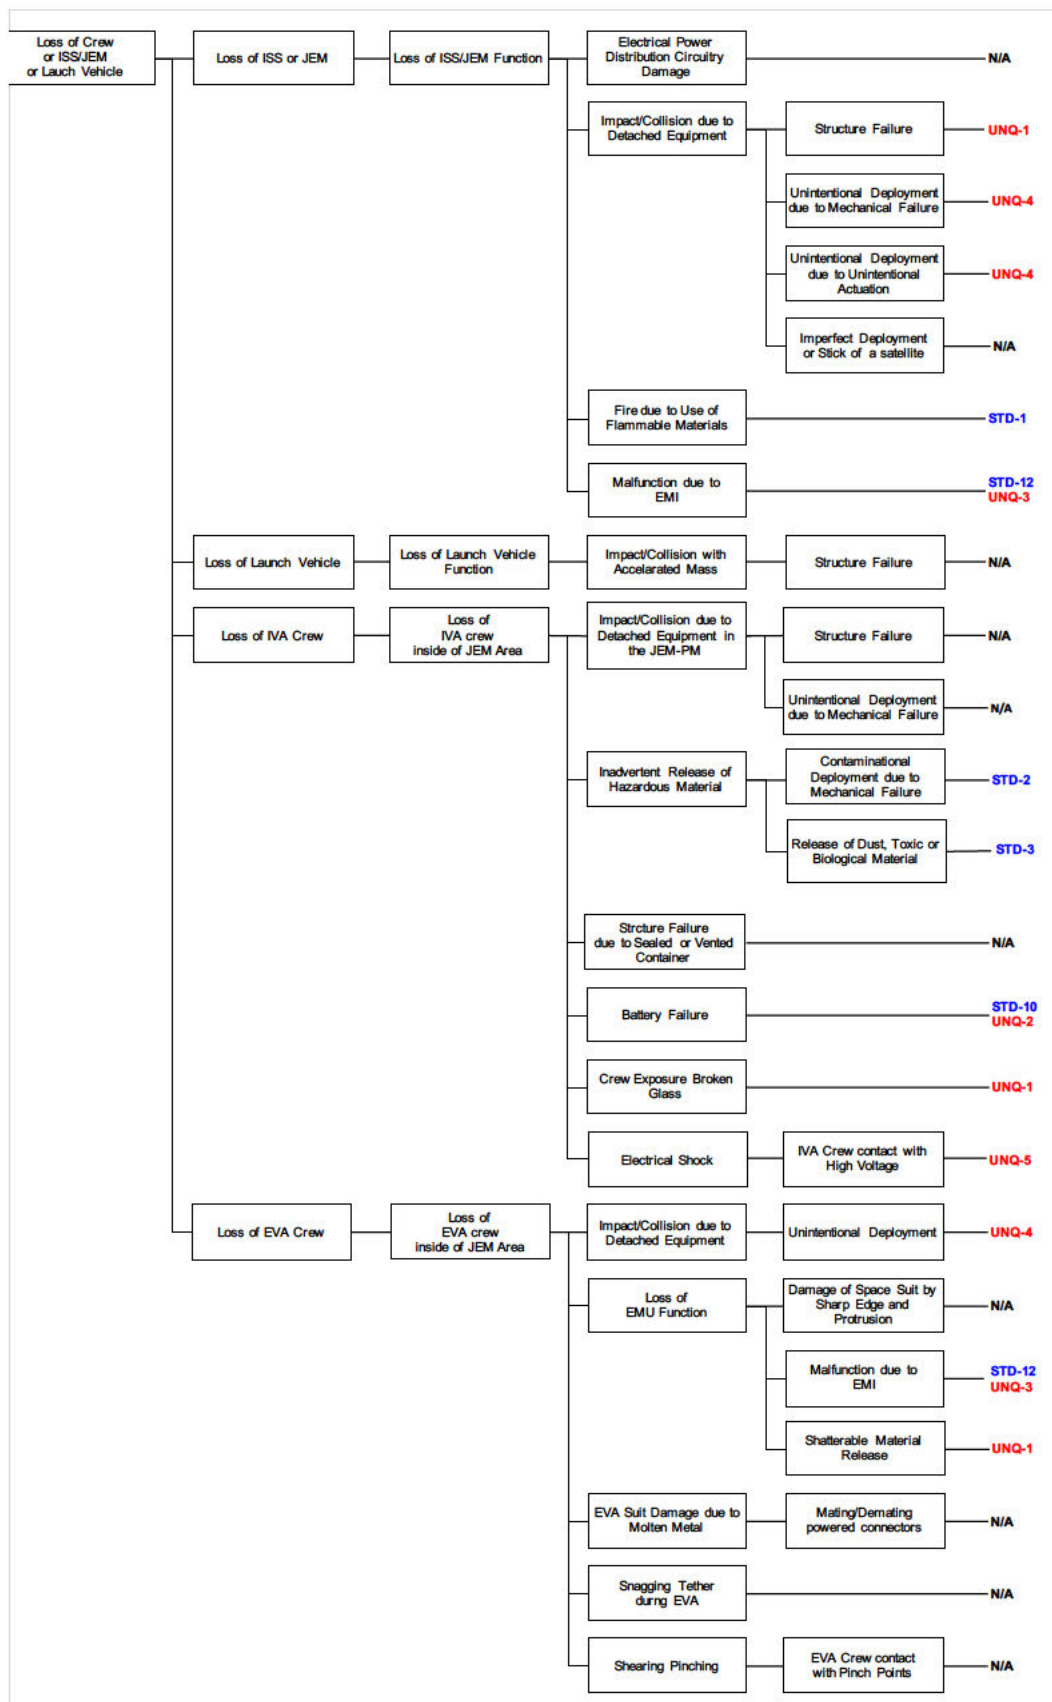 Loss of Crew
or ISS/JEM
or Lauch Vehicle
Loss of ISS or JEM
Loss of ISS/JEM Function
Electrical Power
Distribution Circuitry
Damage
N/A
Impact/Collision due to
Detached Equipment
Structure Failure
UNQ-1
Unintentional Deployment
due to Mechanical Failure
UNQ-4
Unintentional Deployment
due to Unintentional
Actuation
UNQ-4
Imperfect Deployment
or Stick of a satellite
N/A
Fire due to Use of
Flammable Materials
STD-1
Malfunction due to
EMI
STD-12
UNQ-3
Loss of Launch Vehicle
Loss of Launch Vehicle
Function
Impact/Collision with
Accelarated Mass
Structure Failure
N/A
Loss of IVA Crew
Loss of
IVA crew
inside of JEM Area
Impact/Collision due to
Detached Equipment in
the JEM-PM
Structure Failure
N/A
Unintentional Deployment
due to Mechanical Failure
N/A
Inadvertent Release of
Hazardous Material
Contaminational
Deployment due to
Mechanical Failure
STD-2
Release of Dust, Toxic or
Biological Material
STD-3
Strcture Failure
due to Sealed or Vented
Container
N/A
Battery Failure
STD-10
UNQ-2
Crew Exposure Broken
Glass
UNQ-1
Electrical Shock
IVA Crew contact with
High Voltage
UNQ-5
Loss of EVA Crew
Loss of
EVA crew
inside of JEM Area
Impact/Collision due to
Detached Equipment
Unintentional Deployment
UNQ-4
Loss of
EMU Function
Damage of Space Suit by
Sharp Edge and
Protrusion
N/A
Malfunction due to
EMI
STD-12
UNQ-3
Shatterable Material
Release
UNQ-1
EVA Suit Damage due to
Molten Metal
Mating/Demating
powered connectors
N/A
Snagging Tether
durng EVA
N/A
Shearing Pinching
EVA Crew contact
with Pinch Points
N/A